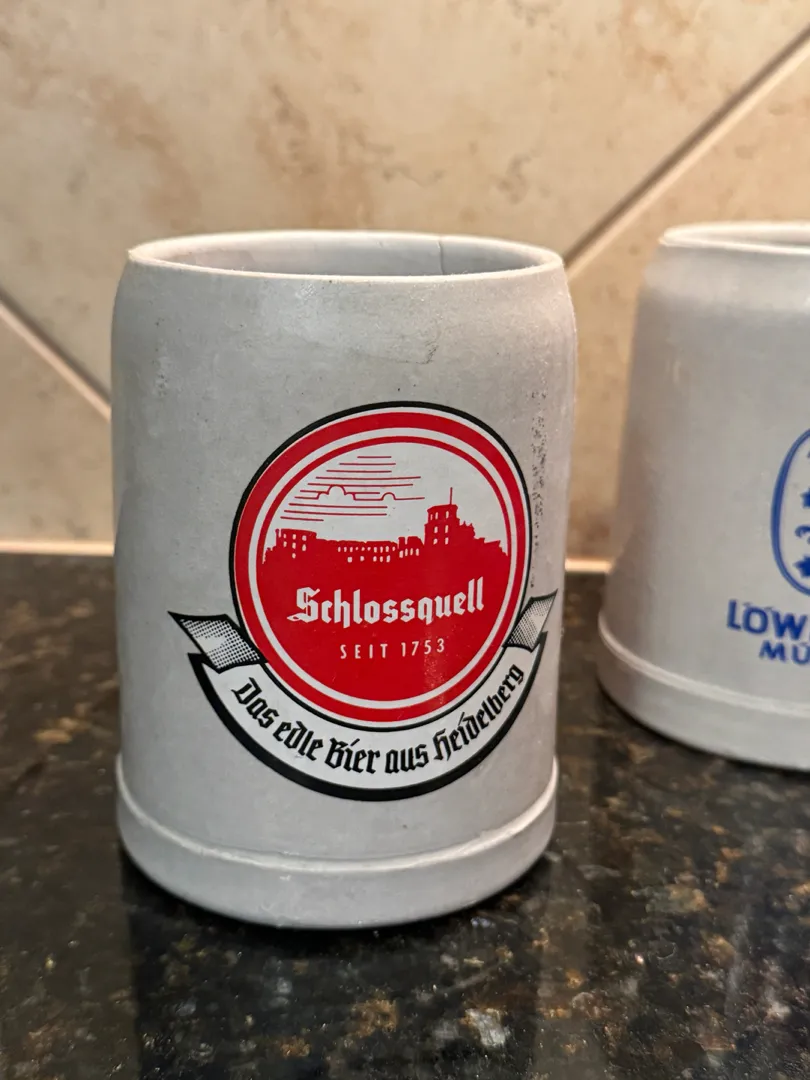 Schlossquell
SEIT 1753
Das edle Bier aus Heidelberg